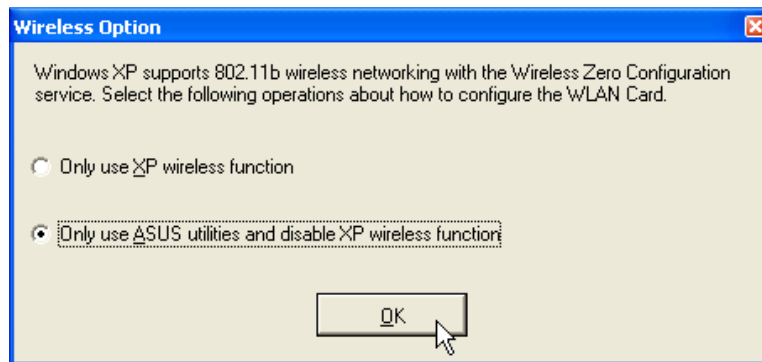 Wireless Option
Windows XP supports 802.11b wireless networking with the Wireless Zero Configuration
service. Select the following operations about how to configure the WLAN Card.
Only use XP wireless function
Only use ASUS utilities and disable XP wireless function
OK